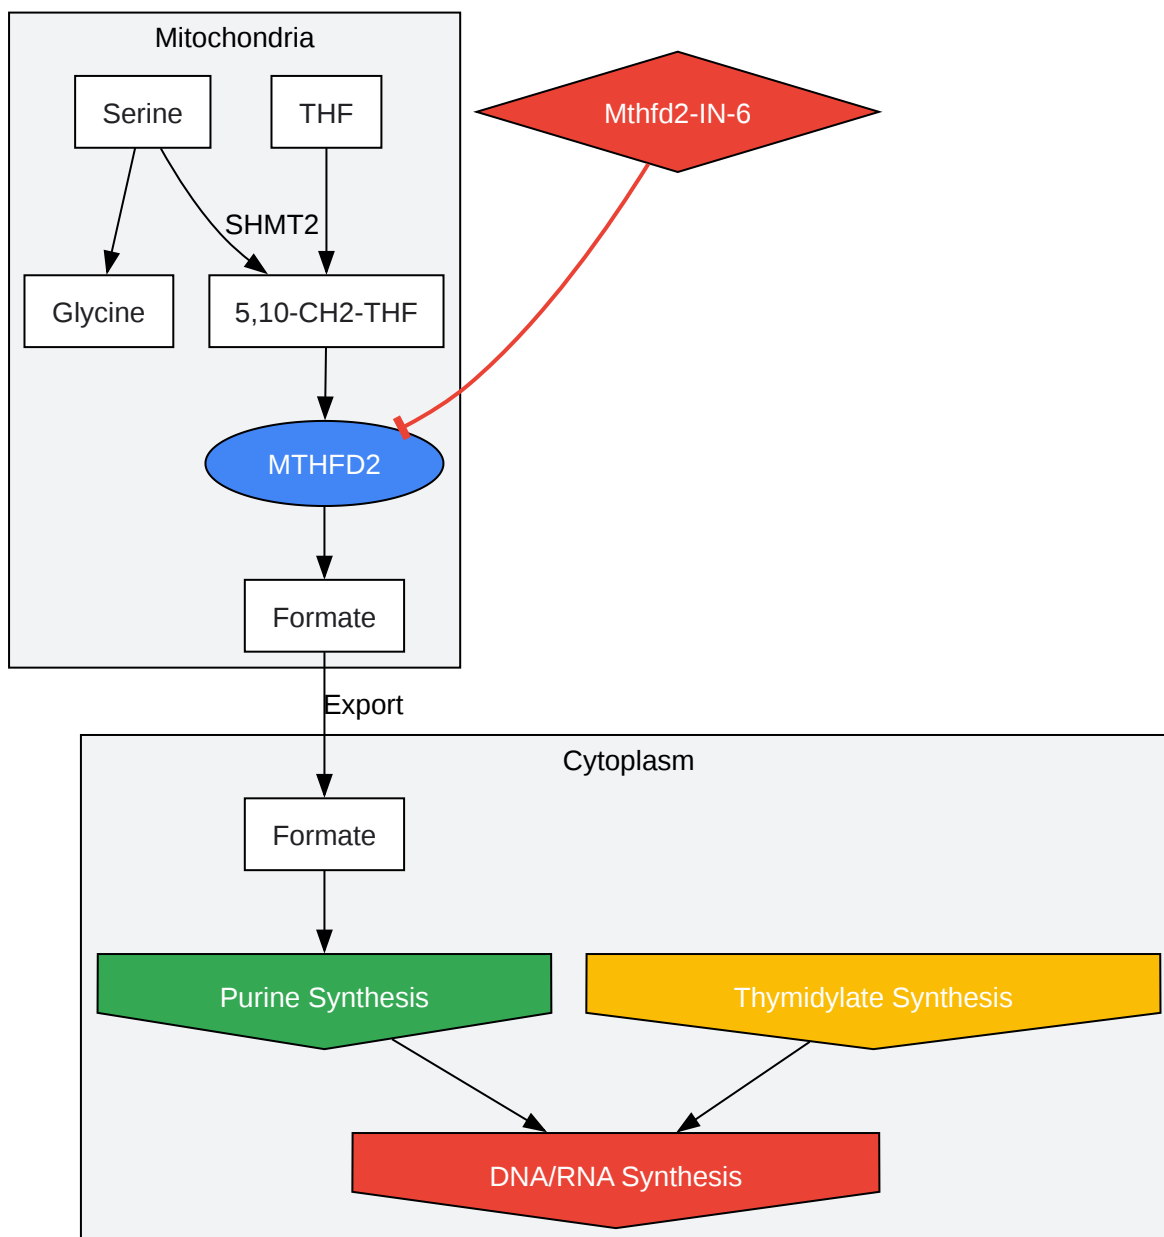 Mitochondria
Serine
THF
Mthfd2-IN-6
SHMT2
Glycine
5,10-CH2-THF
MTHFD2
Formate
Export
Cytoplasm
Formate
Purine Synthesis
Thymidylate Synthesis
DNA/RNA Synthesis